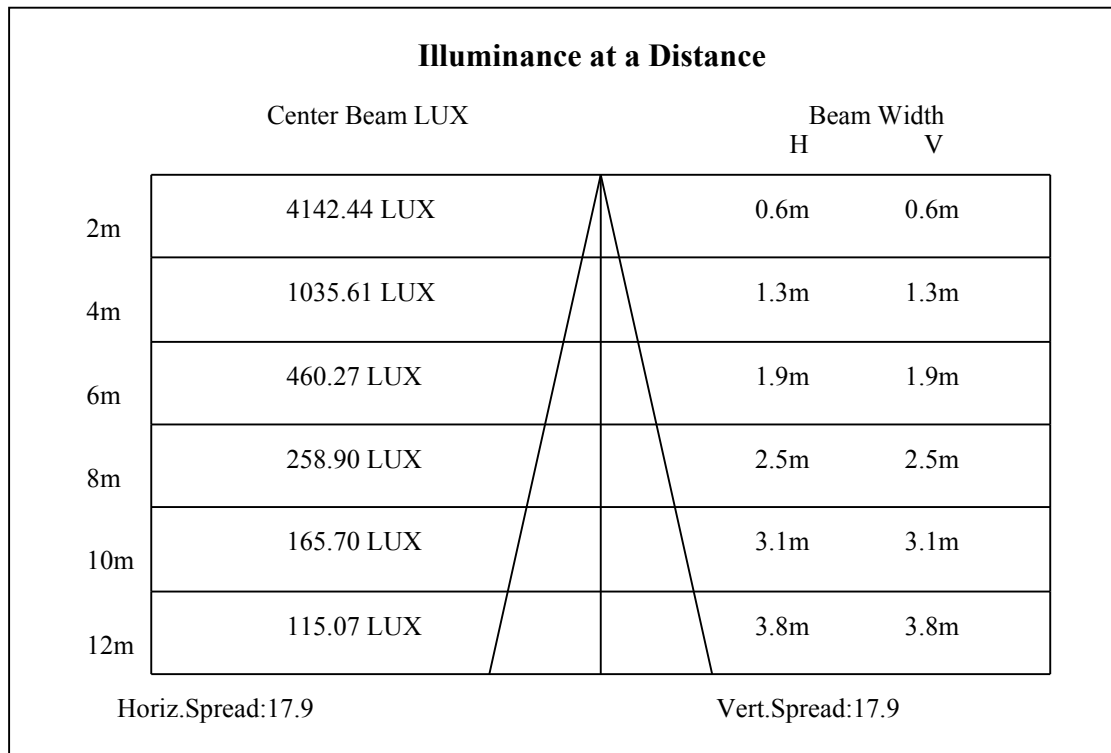 Illuminance at a Distance
Center Beam LUX Beam Width
H V
2m 4142.44 LUX 0.6m 0.6m
4m 1035.61 LUX 1.3m 1.3m
6m 460.27 LUX 1.9m 1.9m
8m 258.90 LUX 2.5m 2.5m
10m 165.70 LUX 3.1m 3.1m
12m 115.07 LUX 3.8m 3.8m
Horiz.Spread:17.9 Vert.Spread:17.9